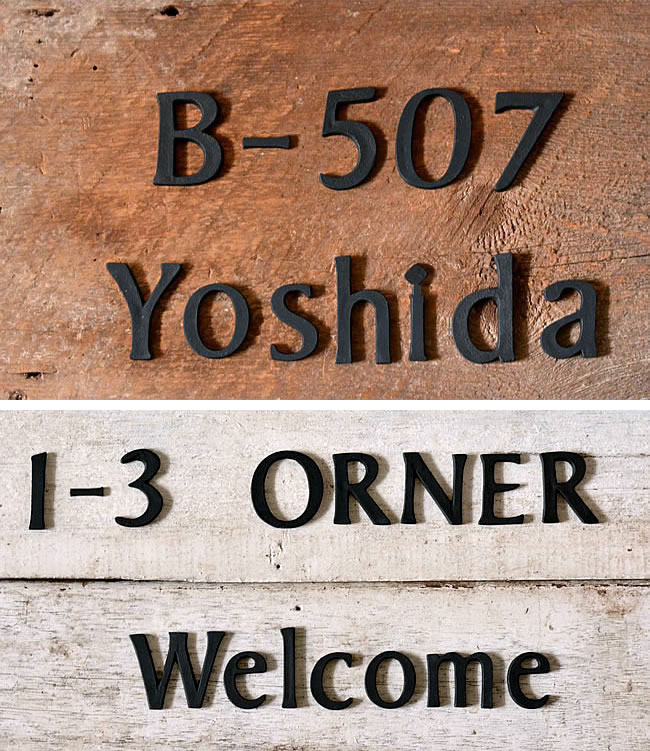 B-507
Yoshida
1-3 ORNER
Welcome